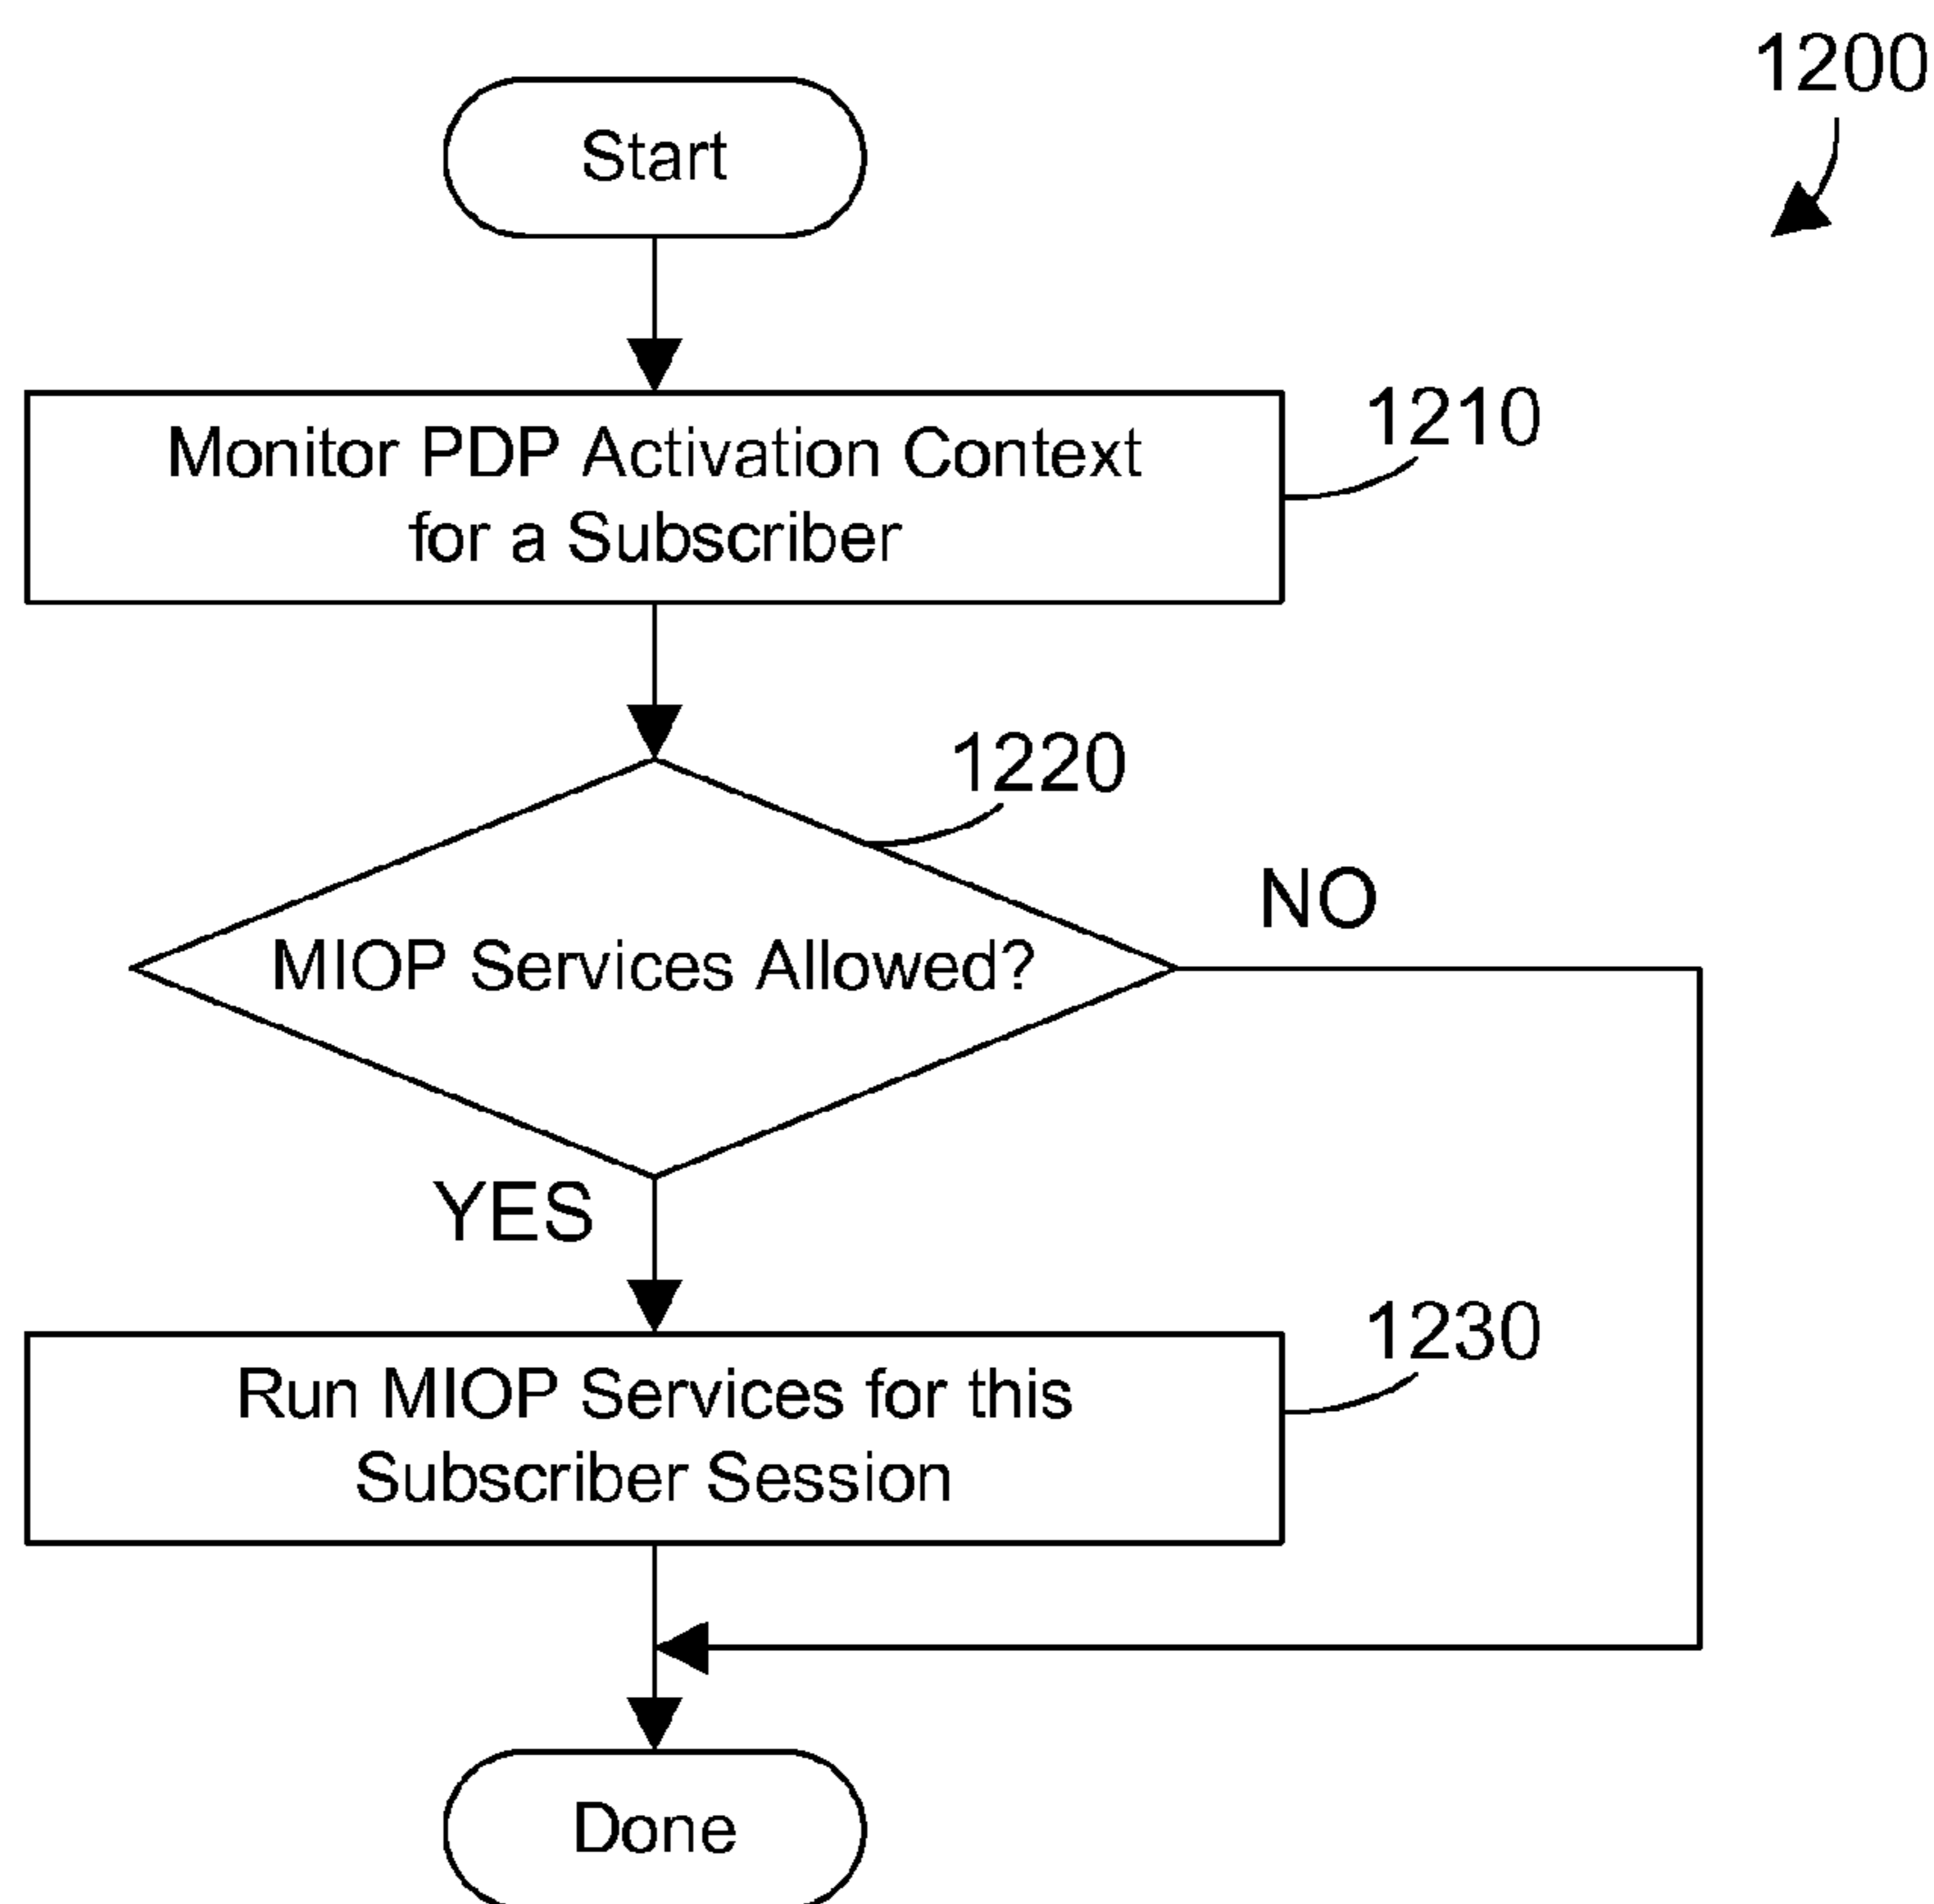 1200
Start
Monitor PDP Activation Context
for a Subscriber
1210
1220
MIOP Services Allowed?
NO
YES
Run MIOP Services for this
Subscriber Session
1230
Done